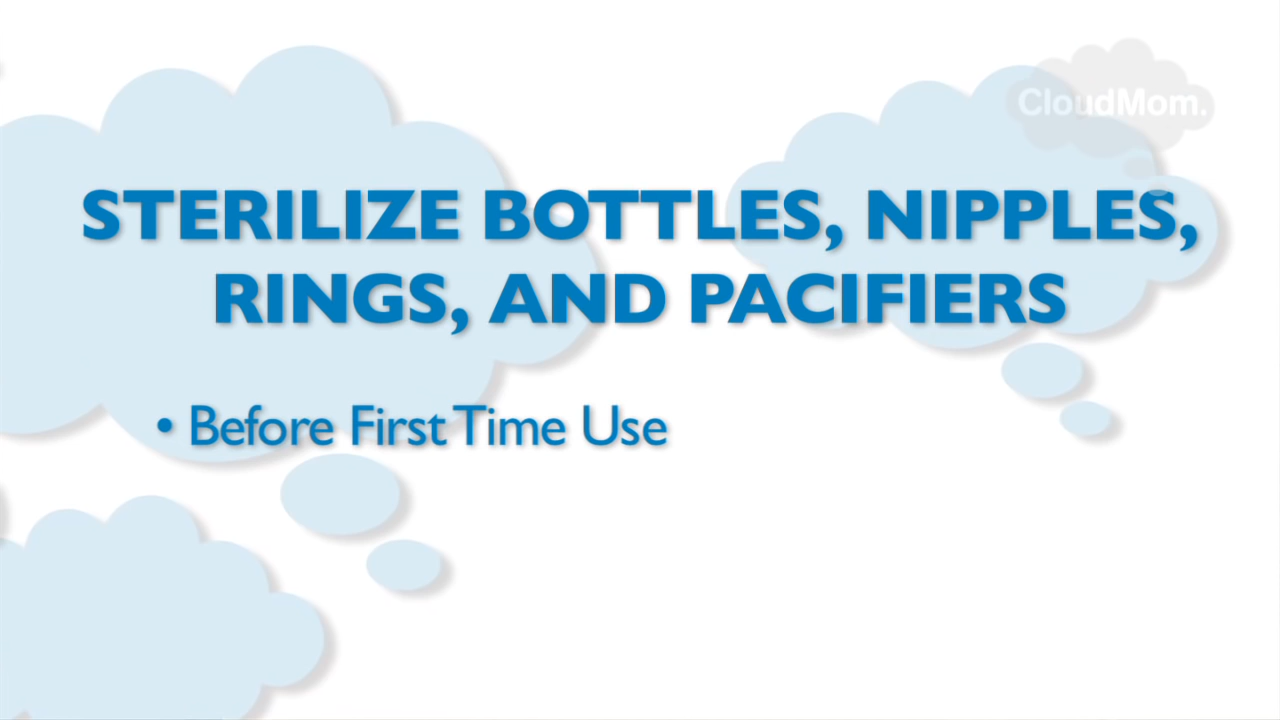 CloudMom.
STERILIZE BOTTLES, NIPPLES,
RINGS, AND PACIFIERS
• Before First Time Use